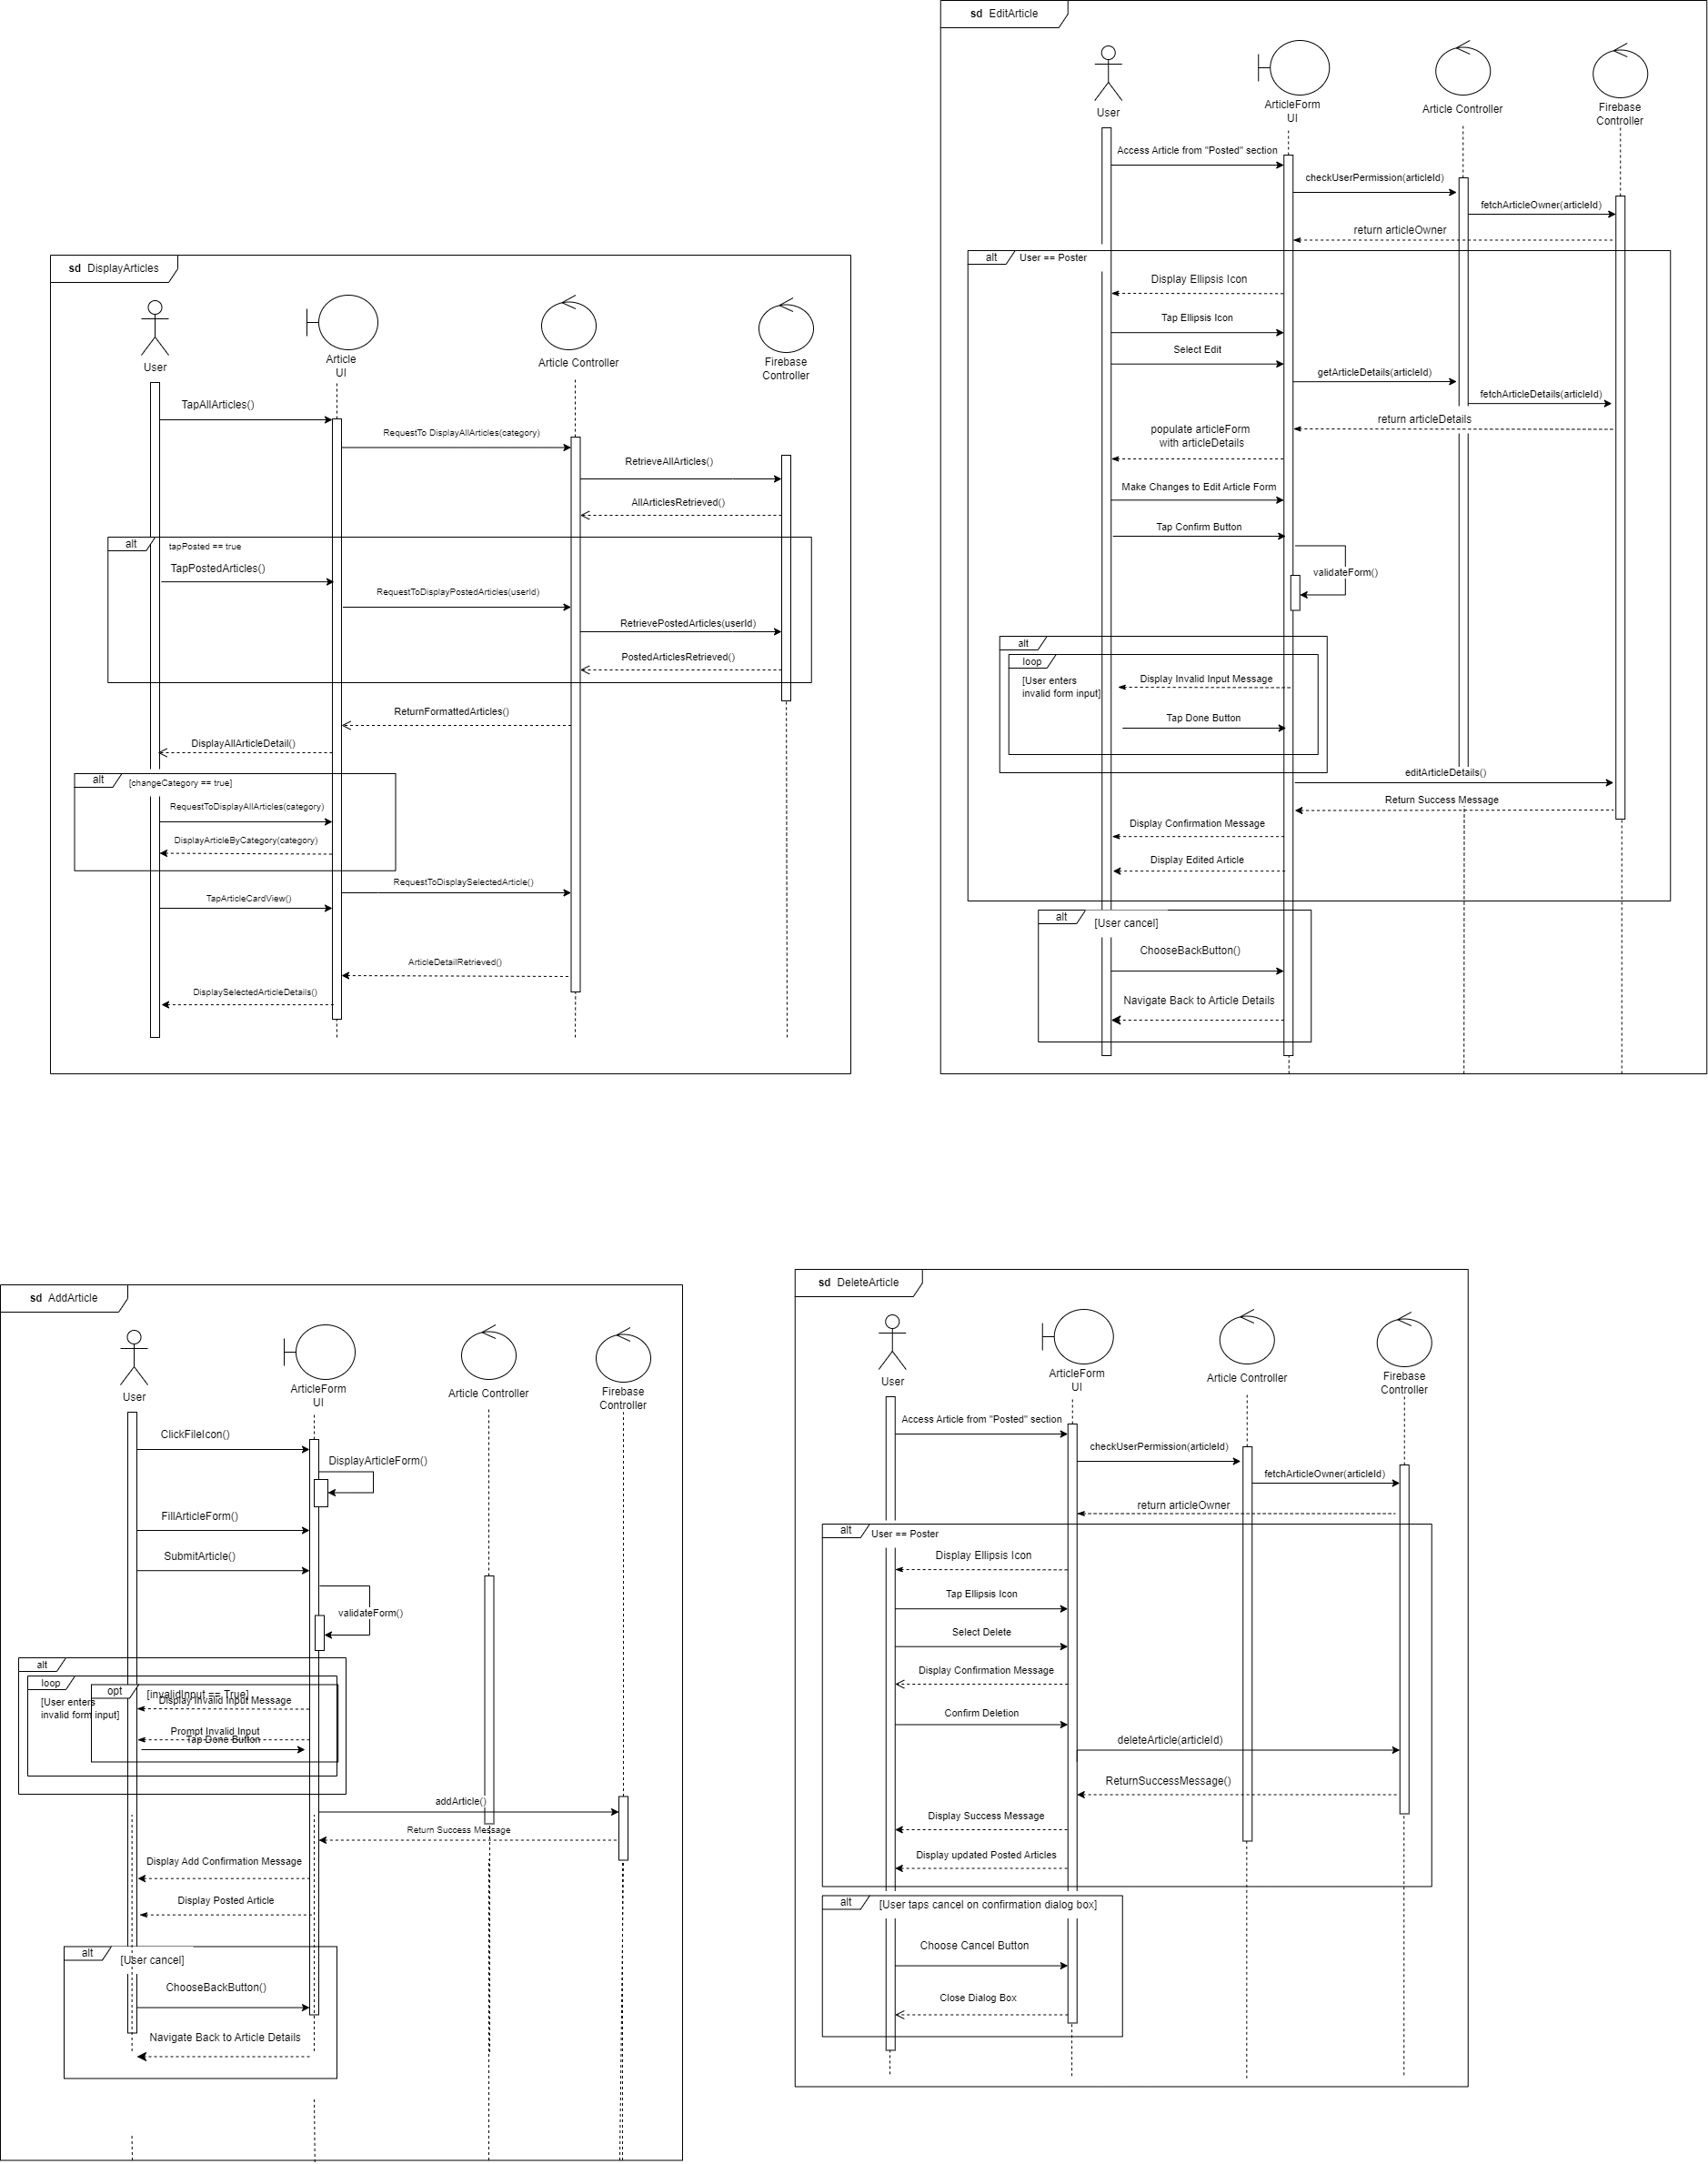 sd EditArticle
User
ArticleForm
UI
Article Controller
Firebase
Controller
Access Article from "Posted" section
checkUserPermission(articleId)
fetchArticleOwner(articleId)
return articleOwner
alt
User == Poster
Display Ellipsis Icon
Tap Ellipsis Icon
Select Edit
getArticleDetails(articleId)
fetchArticleDetails(articleId)
return articleDetails
populate articleForm
with articleDetails
Make Changes to Edit Article Form
Tap Confirm Button
validateForm()
alt
loop
[User enters
invalid form input]
Display Invalid Input Message
Tap Done Button
editArticleDetails()
Return Success Message
Display Confirmation Message
Display Edited Article
alt
[User cancel]
ChooseBackButton()
Navigate Back to Article Details
sd DisplayArticles
User
Article
UI
Article Controller
Firebase
Controller
TapAllArticles()
RequestTo DisplayAllArticles(category)
RetrieveAllArticles()
AllArticlesRetrieved()
alt
tapPosted == true
TapPostedArticles()
RequestToDisplayPostedArticles(userId)
RetrievePostedArticles(userId)
PostedArticlesRetrieved()
ReturnFormattedArticles()
DisplayAllArticleDetail()
alt
[changeCategory == true]
RequestToDisplayAllArticles(category)
DisplayArticleByCategory(category)
RequestToDisplaySelectedArticle()
TapArticleCardView()
ArticleDetailRetrieved()
DisplaySelectedArticleDetails()
sd AddArticle
User
ArticleForm
UI
Article Controller
Firebase
Controller
ClickFileIcon()
DisplayArticleForm()
FillArticleForm()
SubmitArticle()
validateForm()
alt
loop
opt
[invalidInput == True]
[User enters
invalid form input]
Display Invalid Input Message
Prompt Invalid Input
Tap Done Button
addArticle()
Return Success Message
Display Add Confirmation Message
Display Posted Article
alt
[User cancel]
ChooseBackButton()
Navigate Back to Article Details
sd DeleteArticle
User
ArticleForm
UI
Article Controller
Firebase
Controller
Access Article from "Posted" section
checkUserPermission(articleId)
fetchArticleOwner(articleId)
return articleOwner
alt
User == Poster
Display Ellipsis Icon
Tap Ellipsis Icon
Select Delete
Display Confirmation Message
Confirm Deletion
deleteArticle(articleId)
ReturnSuccessMessage()
Display Success Message
Display updated Posted Articles
alt
[User taps cancel on confirmation dialog box]
Choose Cancel Button
Close Dialog Box